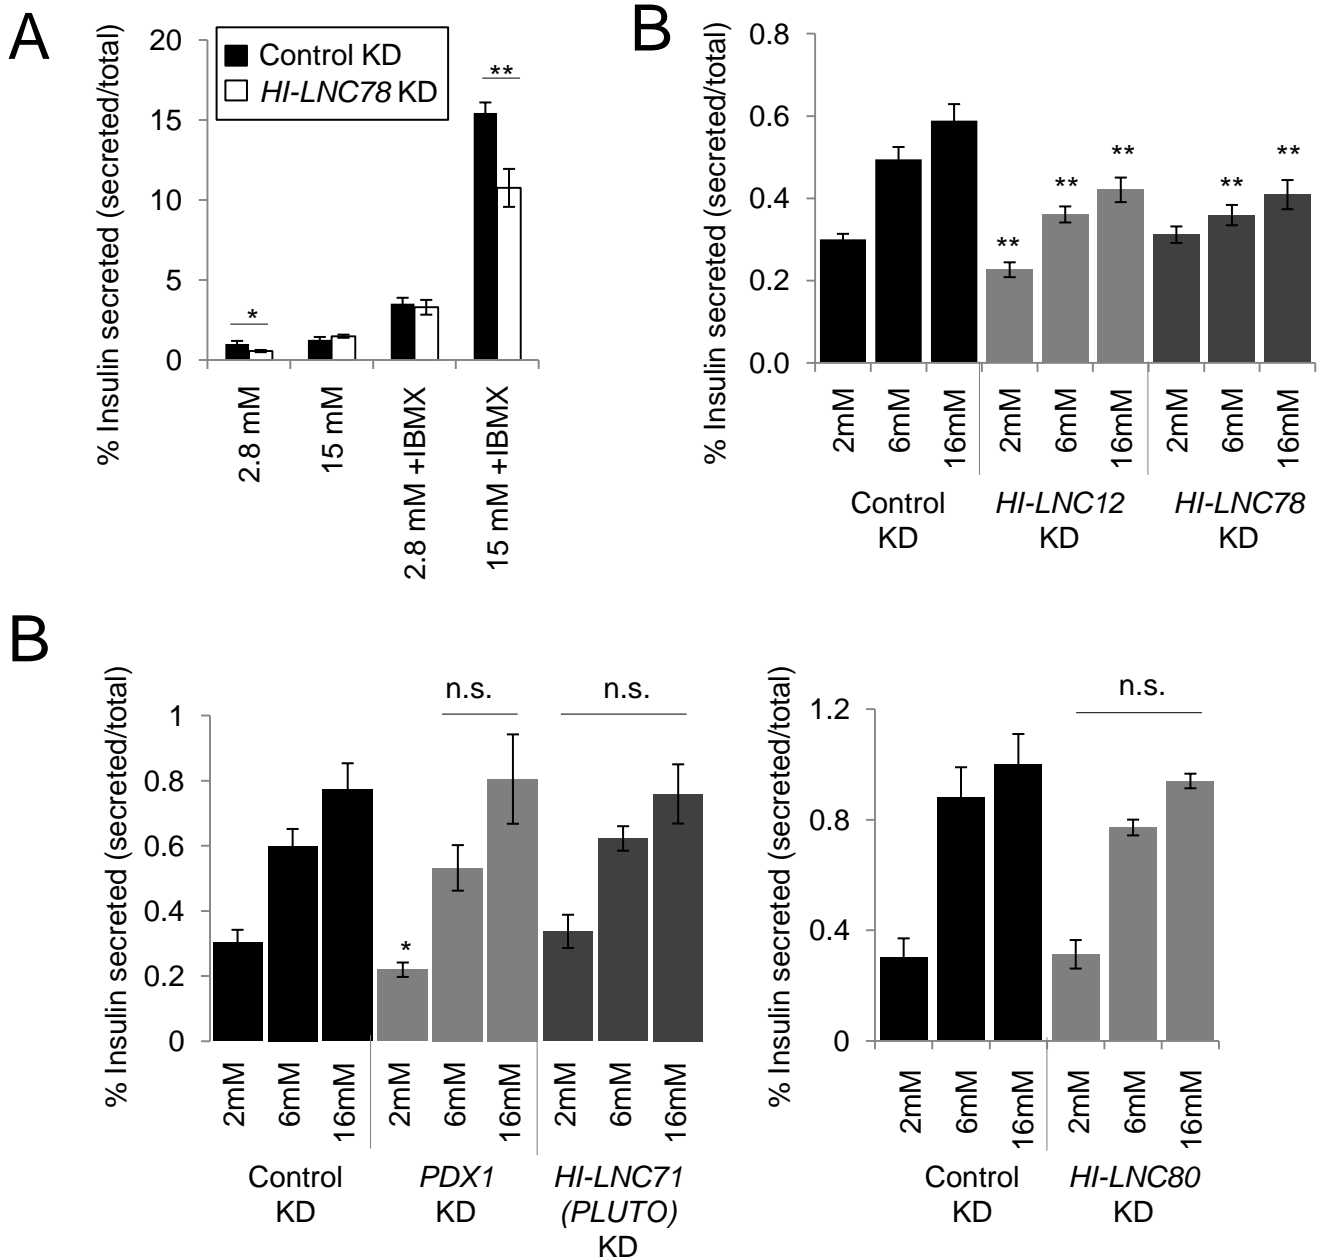 A
% Insulin secreted (secreted/total)
20
15
10
5
0
Control KD
HI-LNC78 KD
*
**
2.8 mM
15 mM
2.8 mM +IBMX
15 mM +IBMX
B
% Insulin secreted (secreted/total)
0.8
0.6
0.4
0.2
0.0
**
**
**
**
**
2mM
6mM
16mM
2mM
6mM
16mM
2mM
6mM
16mM
Control
KD
HI-LNC12
KD
HI-LNC78
KD
B
% Insulin secreted (secreted/total)
1
0.8
0.6
0.4
0.2
0
*
n.s.
n.s.
2mM
6mM
16mM
2mM
6mM
16mM
2mM
6mM
16mM
Control
KD
PDX1
KD
HI-LNC71
(PLUTO)
KD
% Insulin secreted (secreted/total)
1.2
0.8
0.4
0
n.s.
2mM
6mM
16mM
2mM
6mM
16mM
Control
KD
HI-LNC80
KD